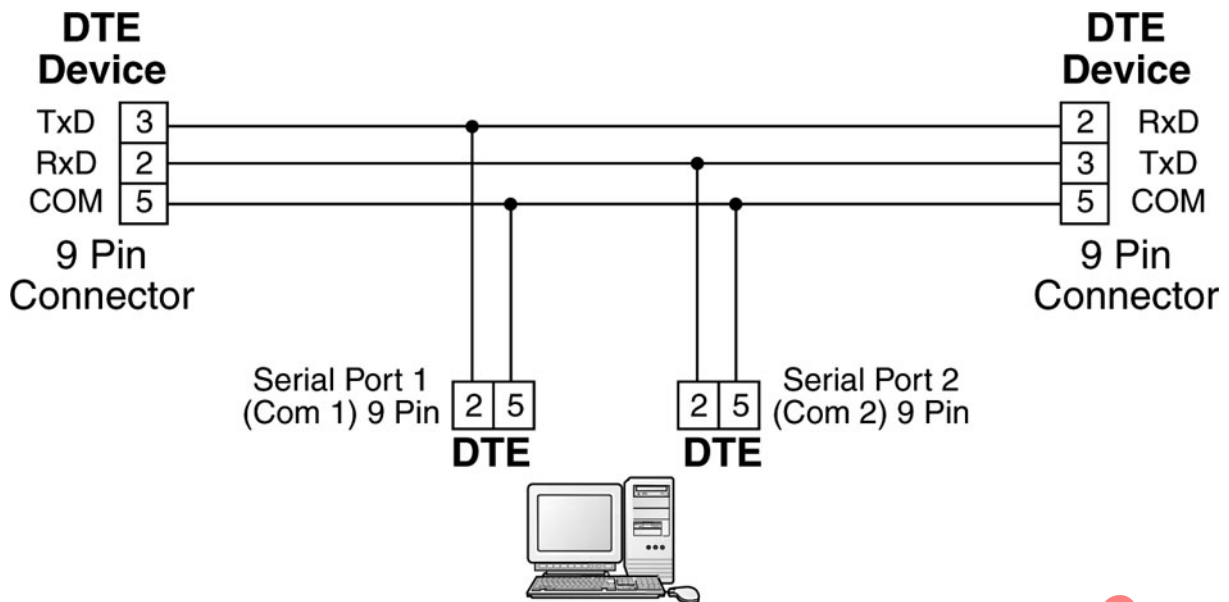 DTE
Device
DTE
Device
TxD 3
2 RxD
RxD 2
3 TxD
COM 5
5 COM
9 Pin
Connector
9 Pin
Connector
Serial Port 1
(Com 1) 9 Pin
2 5
DTE
2 5
Serial Port 2
(Com 2) 9 Pin
DTE